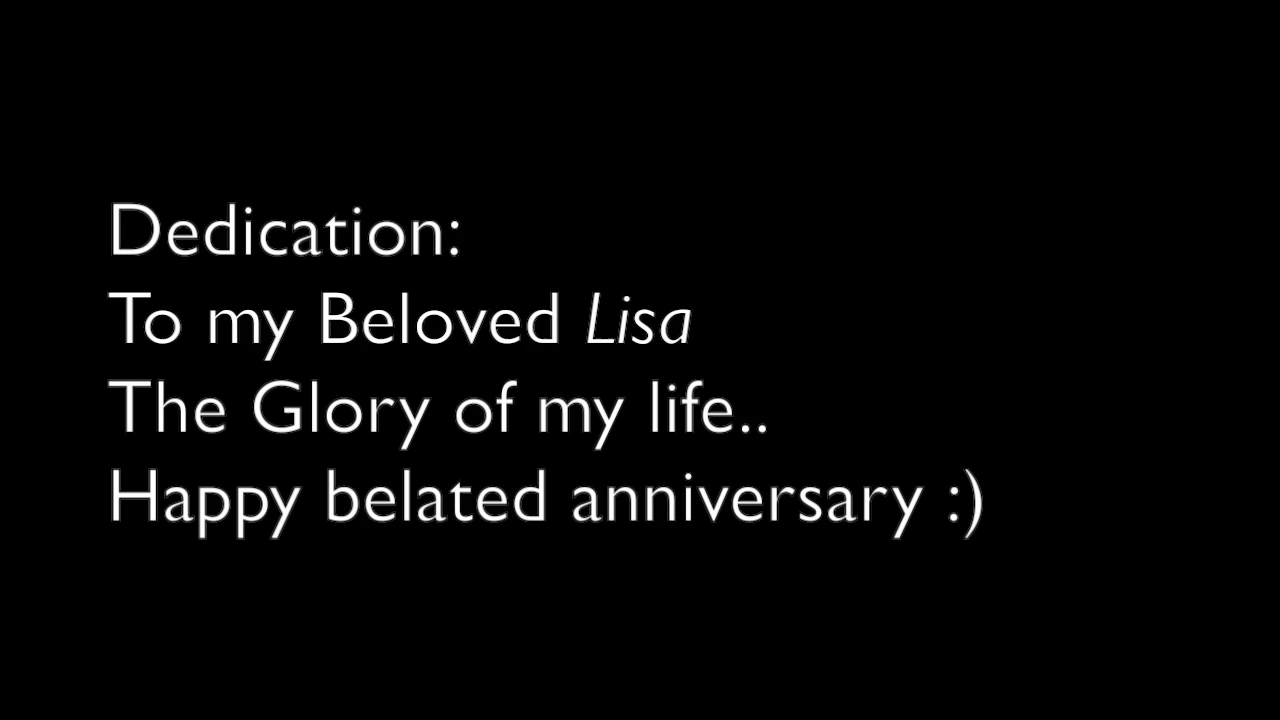 Dedication:
To my Beloved Lisa
The Glory of my life..
Happy belated anniversary :)